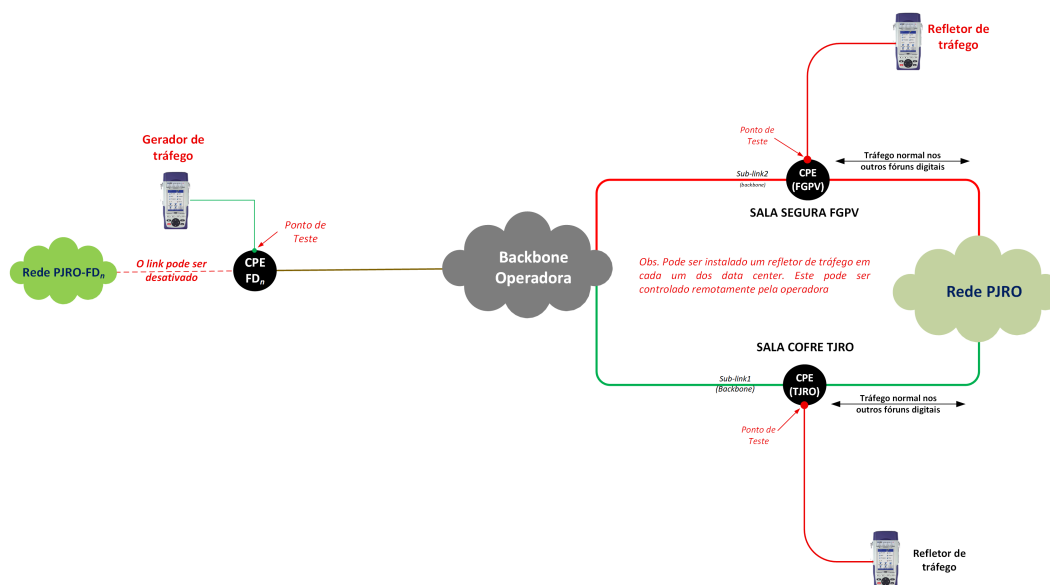 Refletor de
tráfego
Ponto de
Teste
Gerador de
tráfego
Tráfego normal nos
outros fóruns digitais
Sub-link2
(backbone)
CPE
(FGPV)
SALA SEGURA FGPV
Ponto de
Teste
Rede PJRO-FDn
O link pode ser
desativado
CPE
FDn
Backbone
Operadora
Obs. Pode ser instalado um refletor de tráfego em
cada um dos data center. Este pode ser
controlado remotamente pela operadora
Rede PJRO
SALA COFRE TJRO
Sub-link1
(Backbone)
CPE
(TJRO)
Tráfego normal nos
outros fóruns digitais
Ponto de
Teste
Refletor de
tráfego